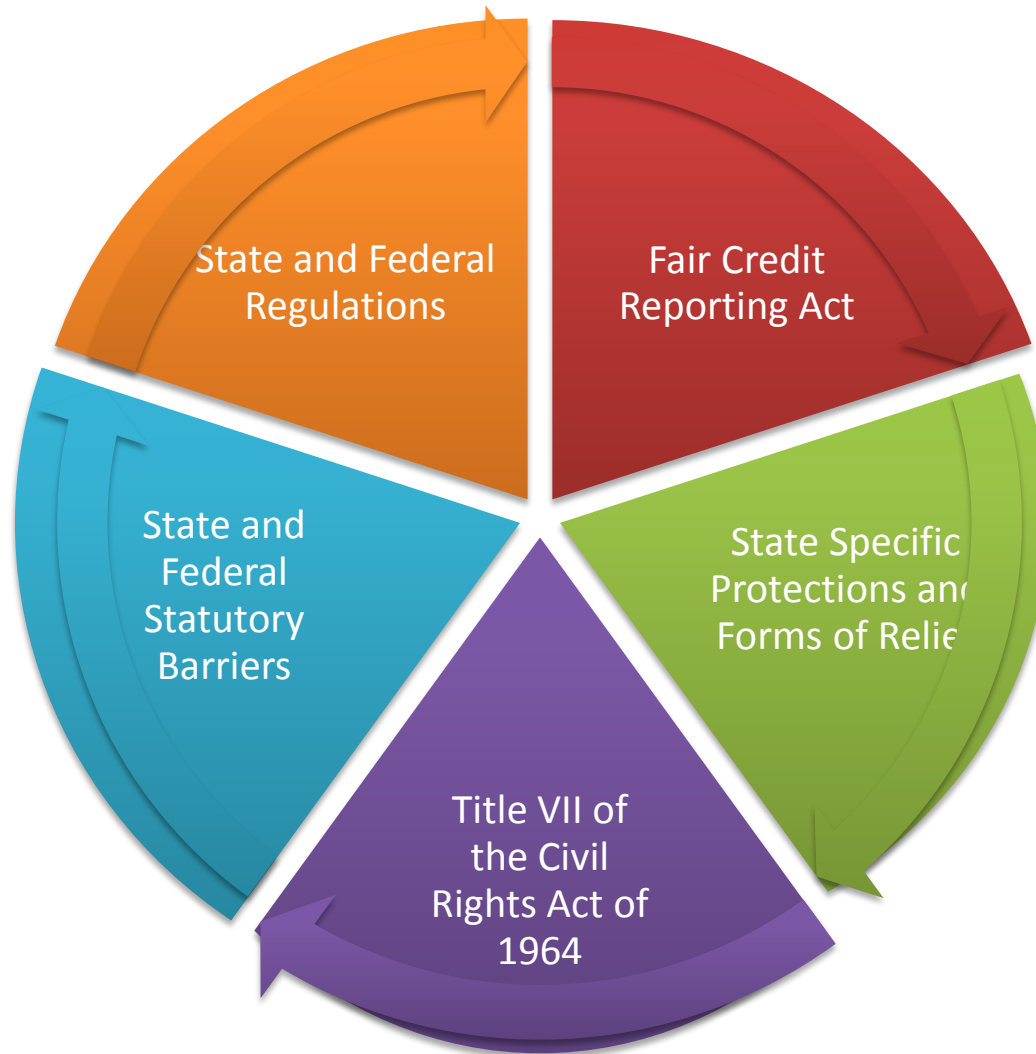 Fair Credit
Reporting Act
State Specific
Protections and
Forms of Relie
Title VII of
the Civil
Rights Act of
1964
State and
Federal
Statutory
Barriers
State and Federal
Regulations